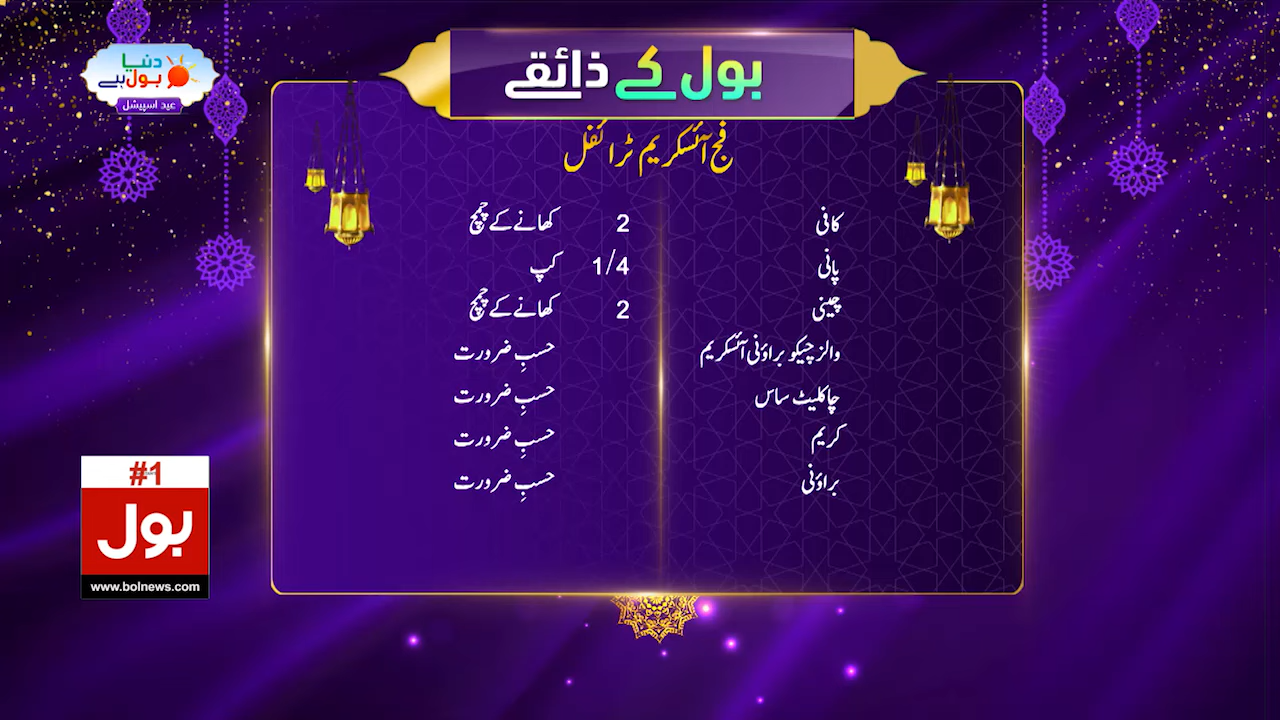 دنیا
بول ہے
عید اسپیشل
بول کے ذائقے
فج آئسکریم ٹرائفل
کافی 2 کھانے کے چمچ
پانی 1/4 کپ
چینی 2 کھانے کے چمچ
والز چیکو براؤنی آئسکریم حسبِ ضرورت
چاکلیٹ ساس حسبِ ضرورت
کریم حسبِ ضرورت
براؤنی حسبِ ضرورت
#1
بول
www.bolnews.com